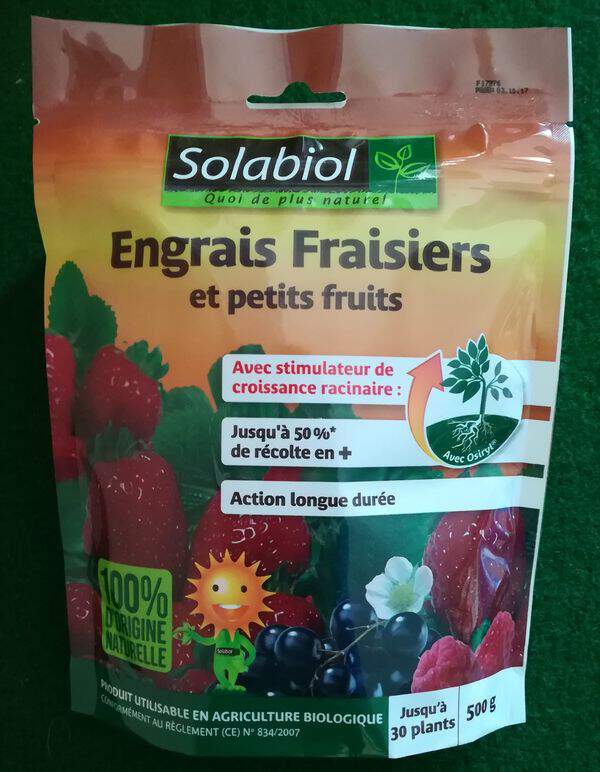 Solabiol
Quoi de plus naturel
Engrais Fraisiers
et petits fruits
Avec stimulateur de
croissance racinaire :
Avec Osiryl®
Jusqu'à 50%*
de récolte en +
Action longue durée
100%
D'ORIGINE
NATURELLE
Solabiol
PRODUIT UTILISABLE EN AGRICULTURE BIOLOGIQUE
CONFORMÉMENT AU RÈGLEMENT (CE) N° 834/2007
Jusqu'à
30 plants
500 g